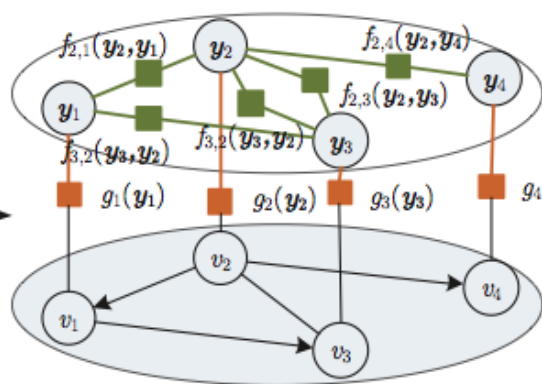 f2,1(y2,y1)
y2
f2,4(y2,y4)
y1
y4
f2,3(y2,y3)
f3,2(y3,y2)
f3,2(y3,y2)
y3
g1(y1)
g2(y2)
g3(y3)
g4
v2
v4
v1
v3